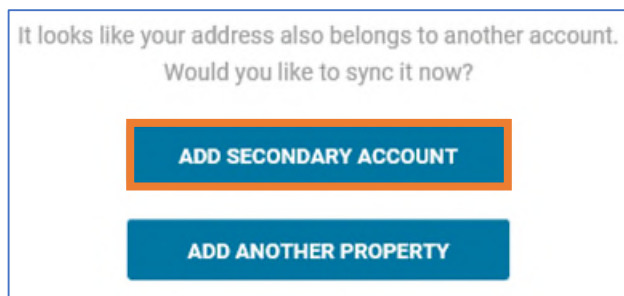 It looks like your address also belongs to another account.
Would you like to sync it now?
ADD SECONDARY ACCOUNT
ADD ANOTHER PROPERTY